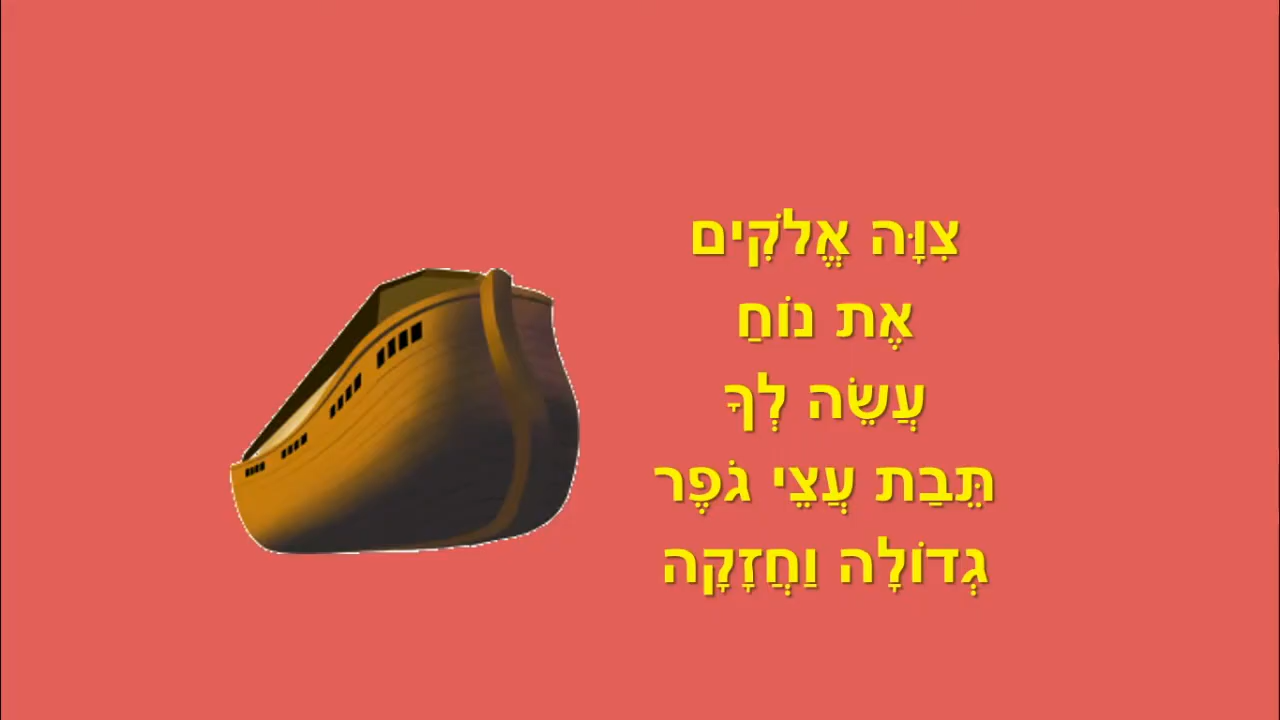 צִוָּה אֱלֹקִים
אֶת נוֹחַ
עֲשֵׂה לְךָ
תֵּבַת עֲצֵי גֹפֶר
גְדוֹלָה וַחֲזָקָה